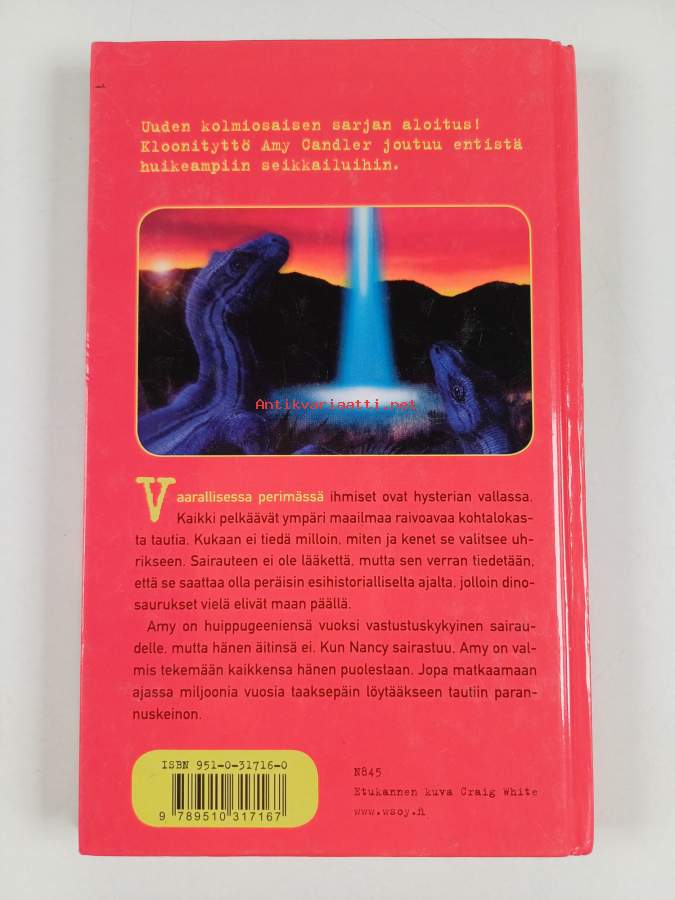 Uuden kolmiosaisen sarjan aloitus!
Kloonityttö Amy Candler joutuu entistä
huikeampiin seikkailuihin.
Antikvariaatti.net
Vaarallisessa perimässä ihmiset ovat hysterian vallassa.
Kaikki pelkäävät ympäri maailmaa raivoavaa kohtalokas-
ta tautia. Kukaan ei tiedä milloin, miten ja kenet se valitsee uh-
rikseen. Sairauteen ei ole lääkettä, mutta sen verran tiedetään,
että se saattaa olla peräisin esihistorialliselta ajalta, jolloin dino-
saurukset vielä elivät maan päällä.
Amy on huippugeeniensä vuoksi vastustuskykyinen sairau-
delle, mutta hänen äitinsä ei. Kun Nancy sairastuu, Amy on val-
mis tekemään kaikkensa hänen puolestaan. Jopa matkaamaan
ajassa miljoonia vuosia taaksepäin löytääkseen tautiin paran-
nuskeinon.
ISBN 951-0-31716-0
9 789510 317167
N845
Etukannen kuva Craig White
www.wsoy.fi